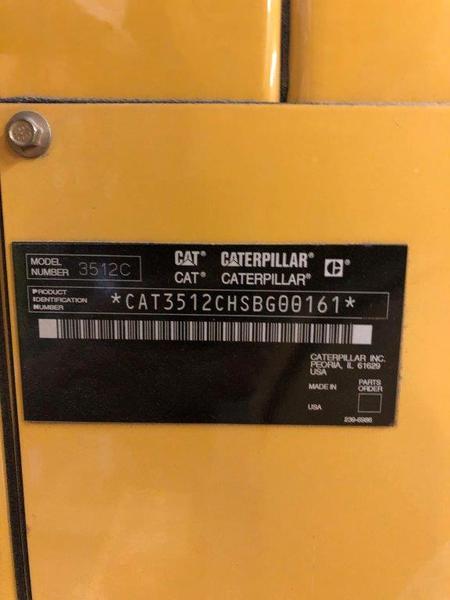 MODEL NUMBER 3512C
CAT® CATERPILLAR® C®
CAT® CATERPILLAR®
PRODUCT IDENTIFICATION NUMBER *CAT3512CHSBG00161*
CATERPILLAR INC.
PEORIA, IL 61629
USA
MADE IN
USA
PARTS ORDER
239-6986